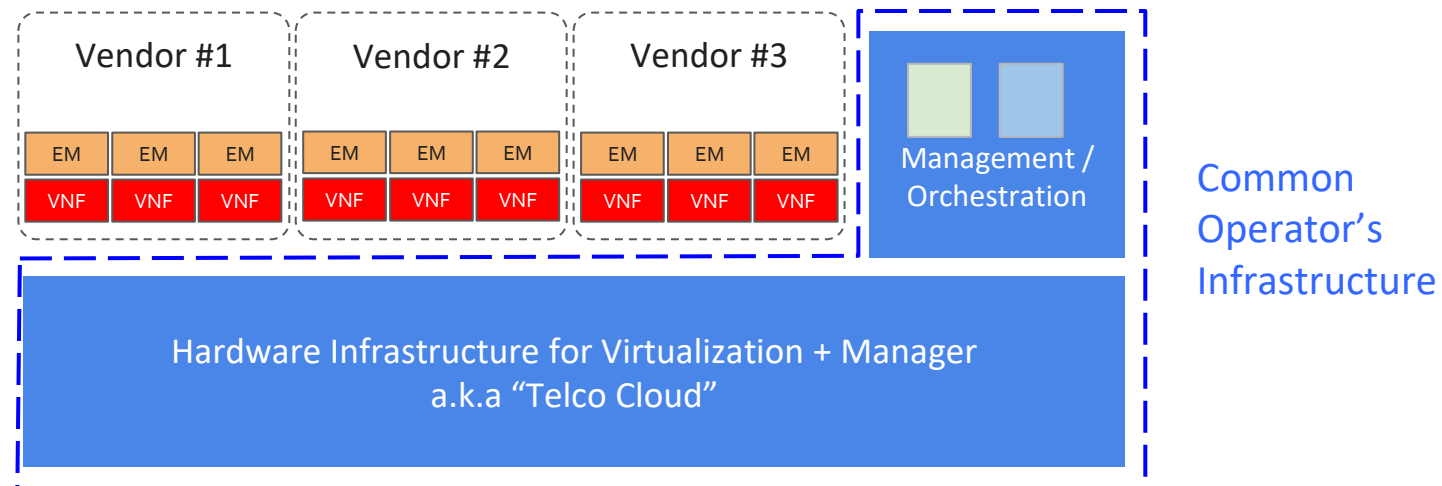 Vendor #1
Vendor #2
Vendor #3
EM EM EM
EM EM EM
EM EM EM
VNF VNF VNF
VNF VNF VNF
VNF VNF VNF
Management /
Orchestration
Common
Operator’s
Infrastructure
Hardware Infrastructure for Virtualization + Manager
a.k.a “Telco Cloud”